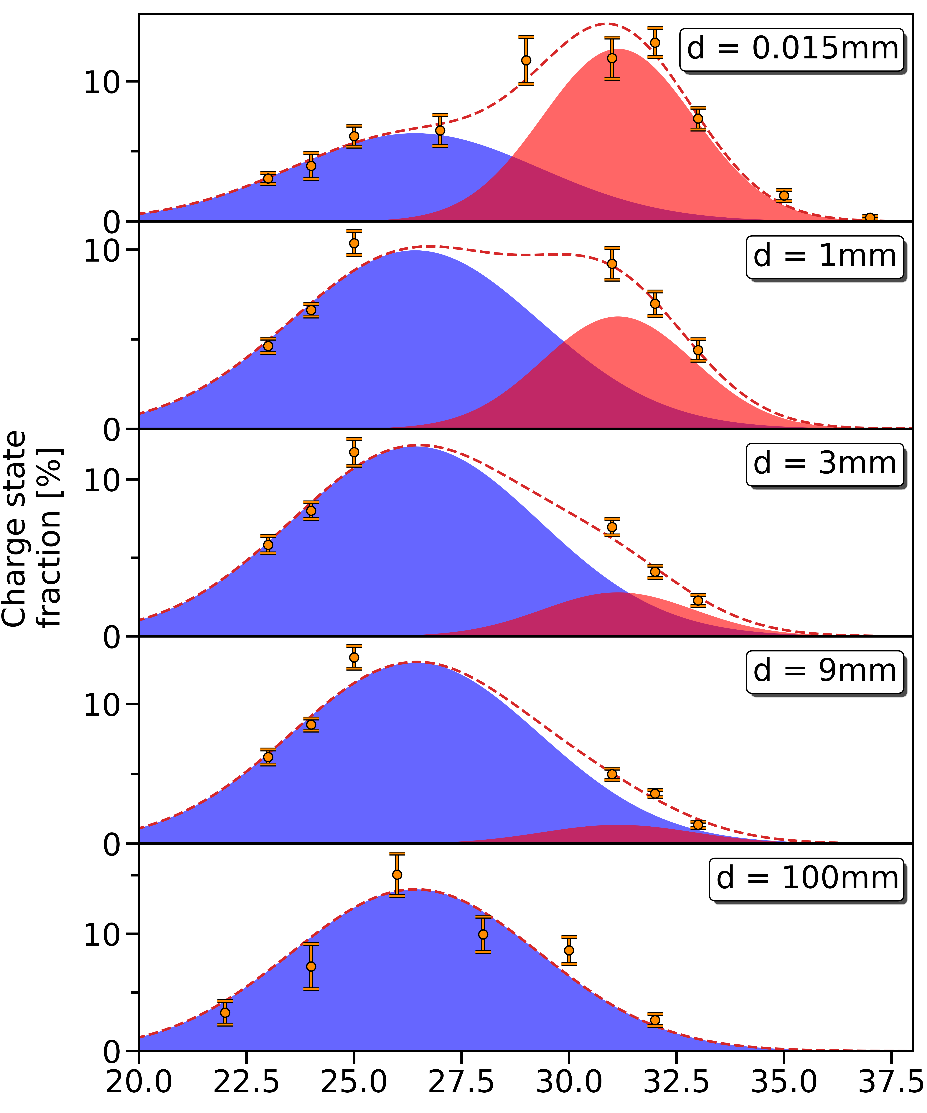 d = 0.015mm
10
0
d = 1mm
10
0
d = 3mm
10
0
Charge state
fraction [%]
d = 9mm
10
0
d = 100mm
10
0
20.0 22.5 25.0 27.5 30.0 32.5 35.0 37.5